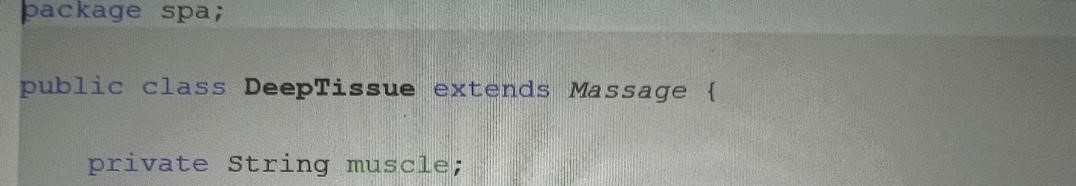 package spa;
public class DeepTissue extends Massage {
private String muscle;